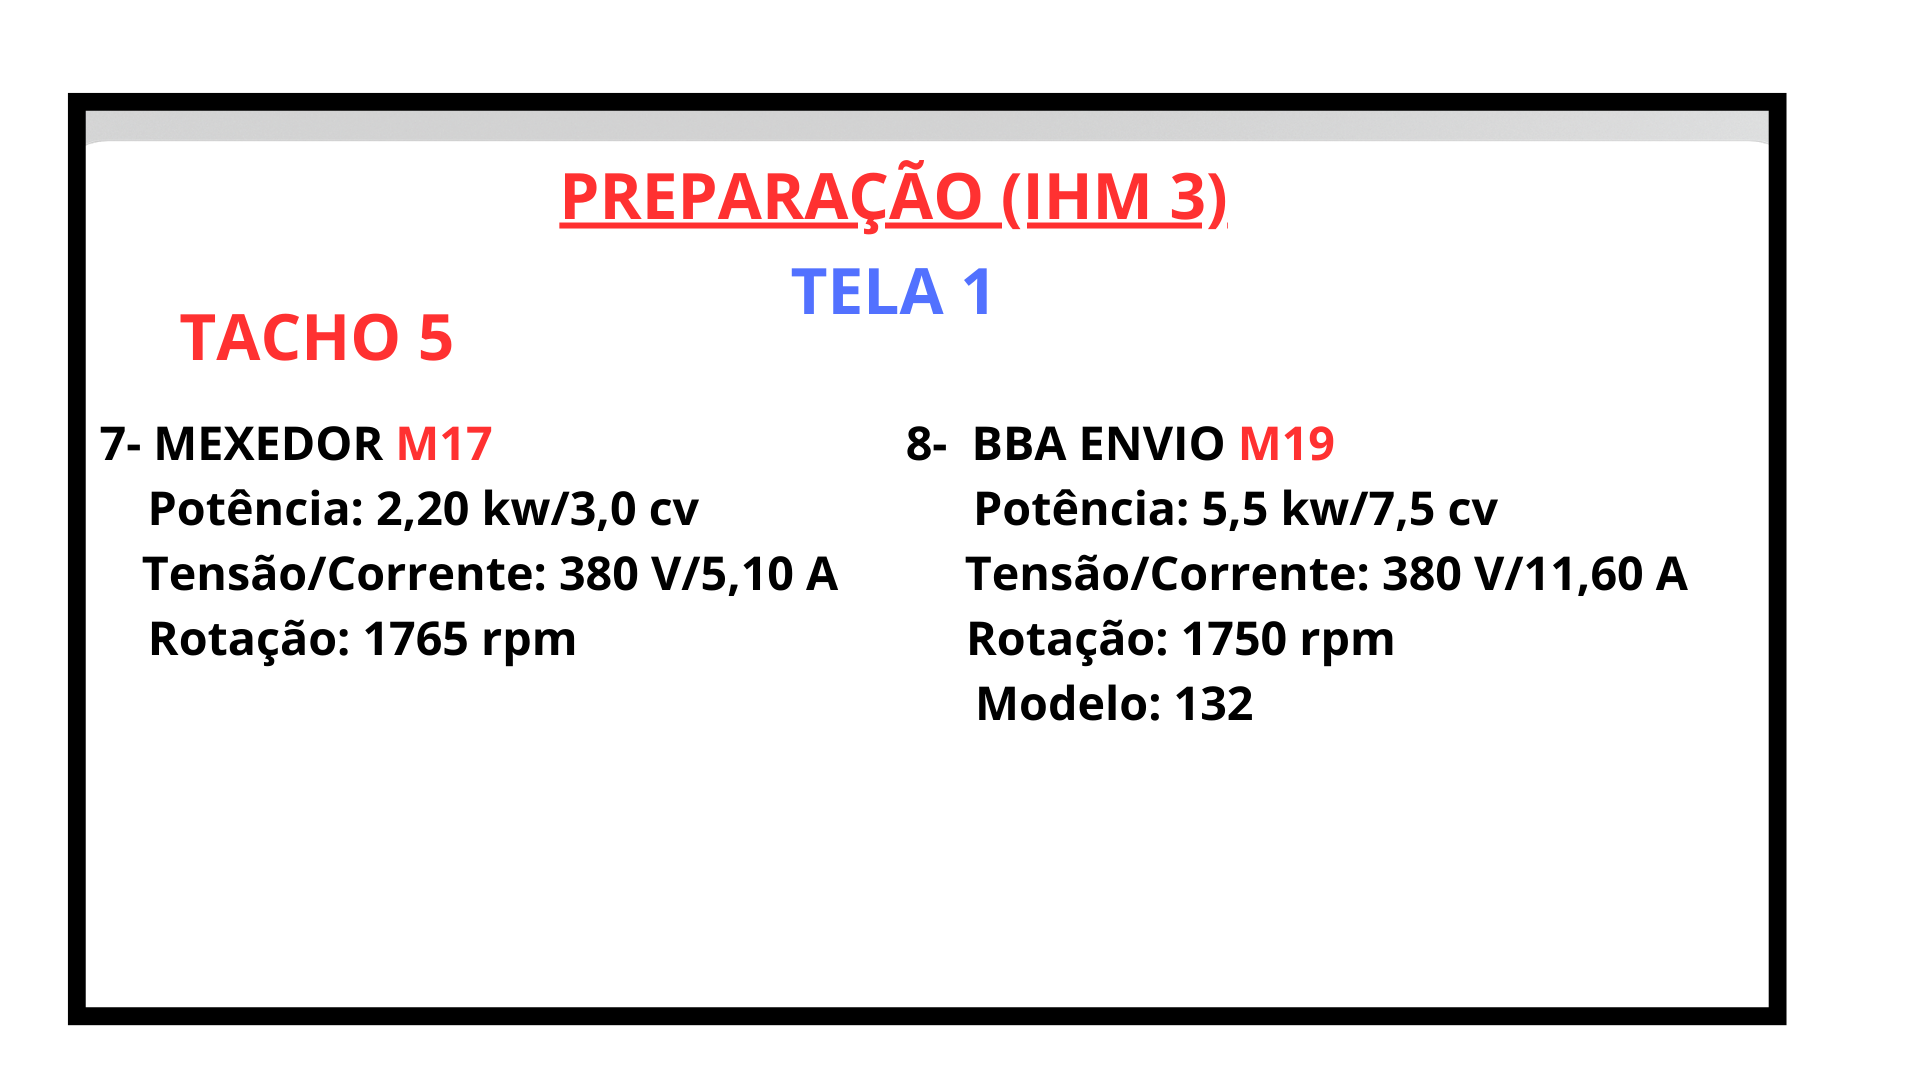 PREPARAÇÃO (IHM 3)
TELA 1
TACHO 5
7- MEXEDOR M17
Potência: 2,20 kw/3,0 cv
Tensão/Corrente: 380 V/5,10 A
Rotação: 1765 rpm
8- BBA ENVIO M19
Potência: 5,5 kw/7,5 cv
Tensão/Corrente: 380 V/11,60 A
Rotação: 1750 rpm
Modelo: 132